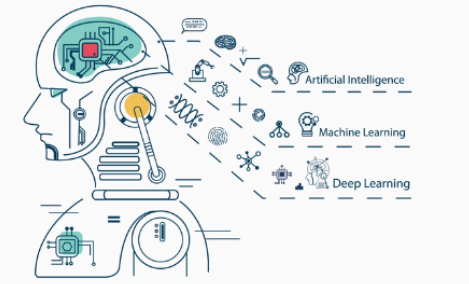 Artificial Intelligence
Machine Learning
Deep Learning